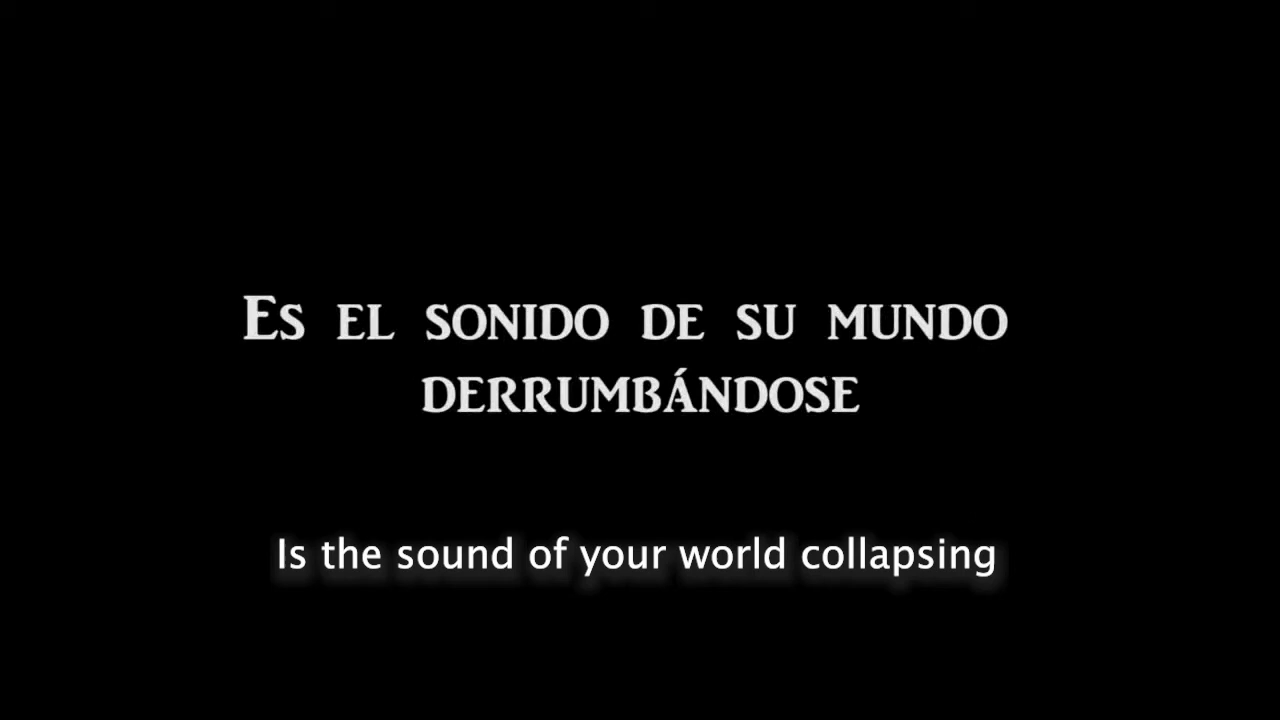 Es el sonido de su mundo
derrumbándose
Is the sound of your world collapsing